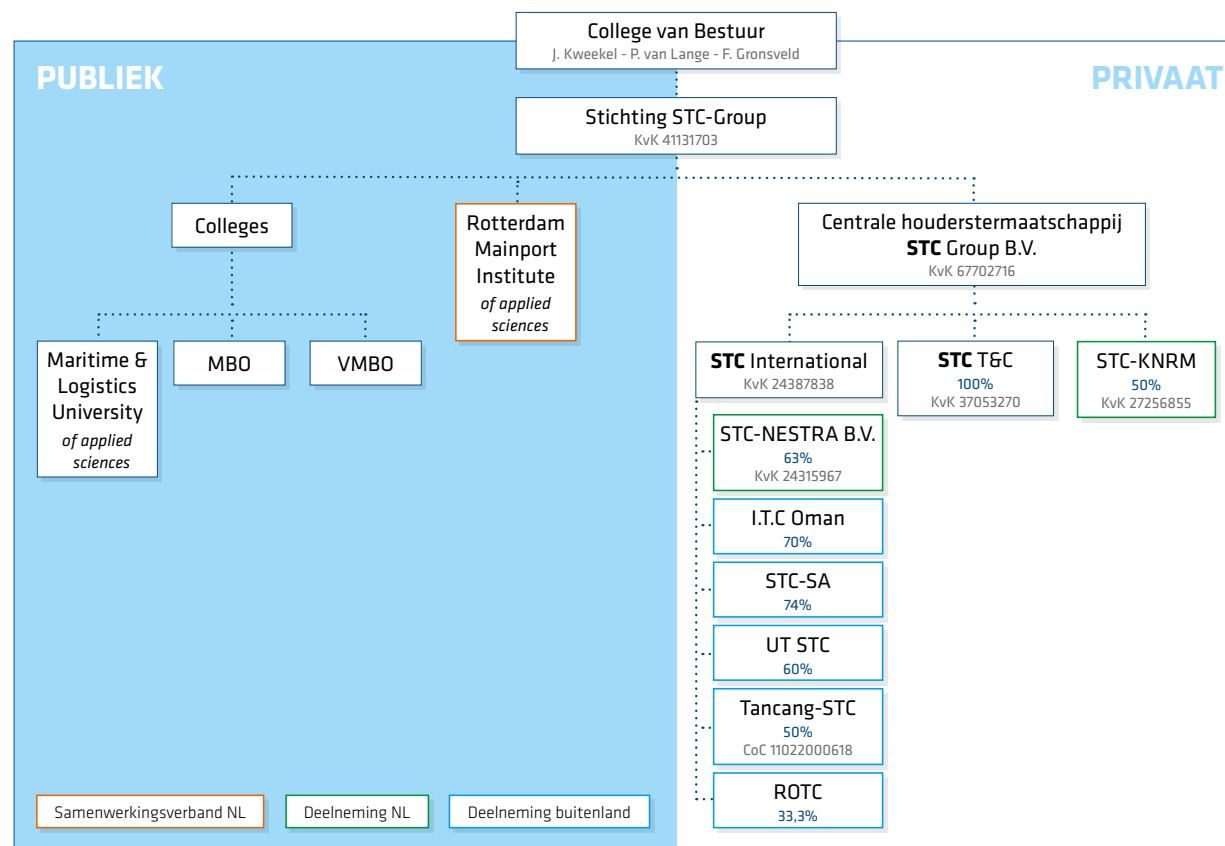 College van Bestuur
J. Kweekel - P. van Lange - F. Gronsveld
PUBLIEK
PRIVAAT
Stichting STC-Group
KvK 41131703
Colleges
Rotterdam
Mainport
Institute
of applied
sciences
Centrale houderstermaatschappij
STC Group B.V.
KvK 67702716
Maritime &
Logistics
University
of applied
sciences
MBO
VMBO
STC International
KvK 24387838
STC T&C
100%
KvK 37053270
STC-KNRM
50%
KvK 27256855
STC-NESTRA B.V.
63%
KvK 24315967
I.T.C Oman
70%
STC-SA
74%
UT STC
60%
Tancang-STC
50%
CoC 11022000618
ROTC
33,3%
Samenwerkingsverband NL
Deelneming NL
Deelneming buitenland